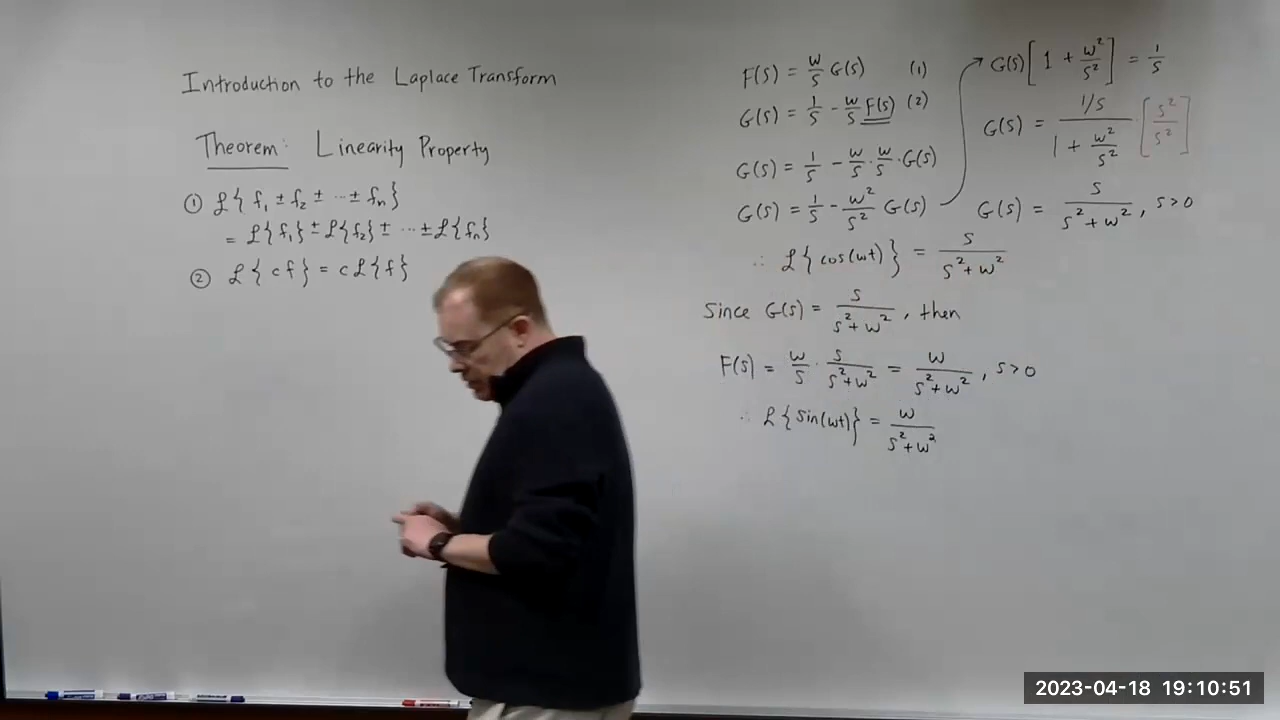 Introduction to the Laplace Transform
Theorem: Linearity Property
① ℒ{f₁ ± f₂ ± ... ± fₙ}
= ℒ{f₁} ± ℒ{f₂} ± ... ± ℒ{fₙ}
② ℒ{cf} = cℒ{f}
F(s) = w/s G(s) (1)
G(s) = 1/s - w/s F(s) (2)
G(s) = 1/s - w/s · w/s · G(s)
G(s) = 1/s - w²/s² G(s)
G(s)[1 + w²/s²] = 1/s
G(s) = (1/s)/(1 + w²/s²) · [s²/s²]
G(s) = s/(s²+w²), s>0
∴ ℒ{cos(wt)} = s/(s²+w²)
Since G(s) = s/(s²+w²), then
F(s) = w/s · s/(s²+w²) = w/(s²+w²), s>0
∴ ℒ{sin(wt)} = w/(s²+w²)
2023-04-18 19:10:51